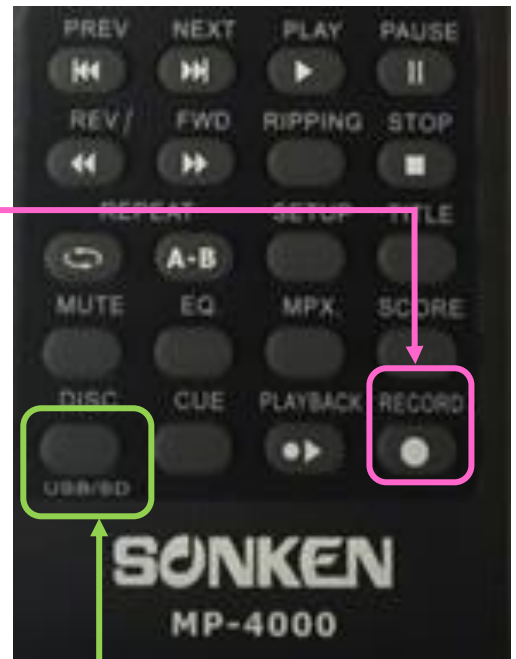 PREV NEXT PLAY PAUSE
REV/ FWD RIPPING STOP
REPEAT SETUP TITLE
A-B
MUTE EQ MPX. SCORE
DISC CUE PLAYBACK RECORD
USB/SD
SONKEN
MP-4000